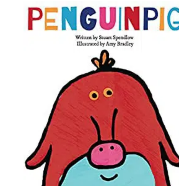 PENGUINPIG
Written by Stuart Spendlow
Illustrated by Amy Bradley